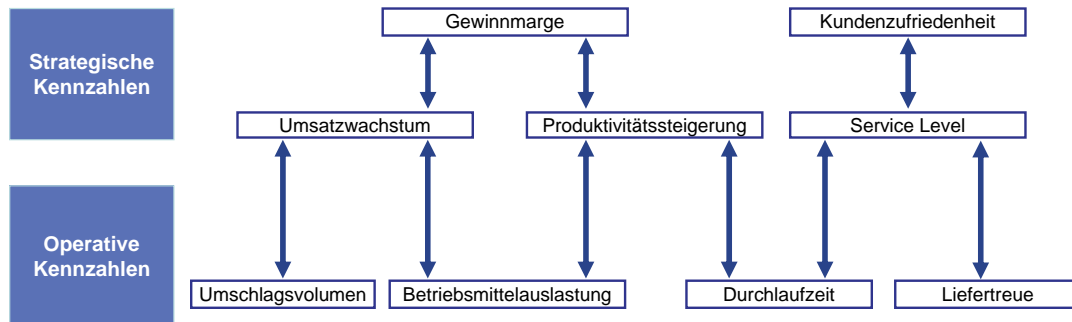 Gewinnmarge
Kundenzufriedenheit
Strategische
Kennzahlen
Umsatzwachstum
Produktivitätssteigerung
Service Level
Operative
Kennzahlen
Umschlagsvolumen
Betriebsmittelauslastung
Durchlaufzeit
Liefertreue